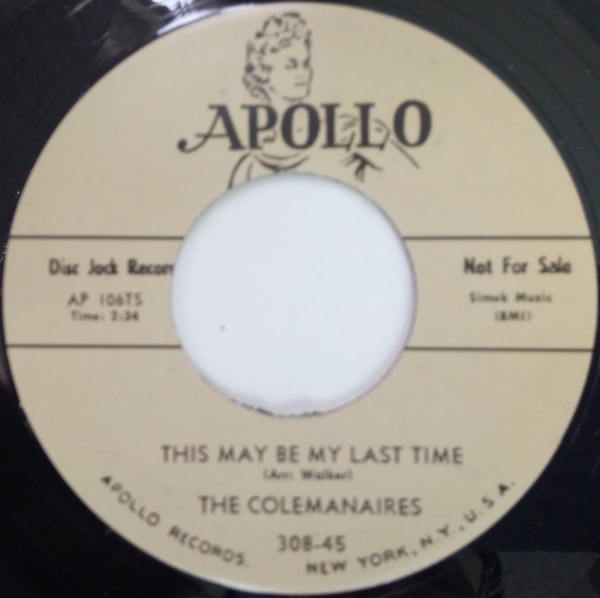 APOLLO
Disc Jock Recor
Not For Sale
AP 106TS
Time: 2:34
Simek Music
(BMI)
THIS MAY BE MY LAST TIME
(Arr: Walker)
THE COLEMANAIRES
308-45
APOLLO RECORDS. NEW YORK, N.Y., U.S.A.